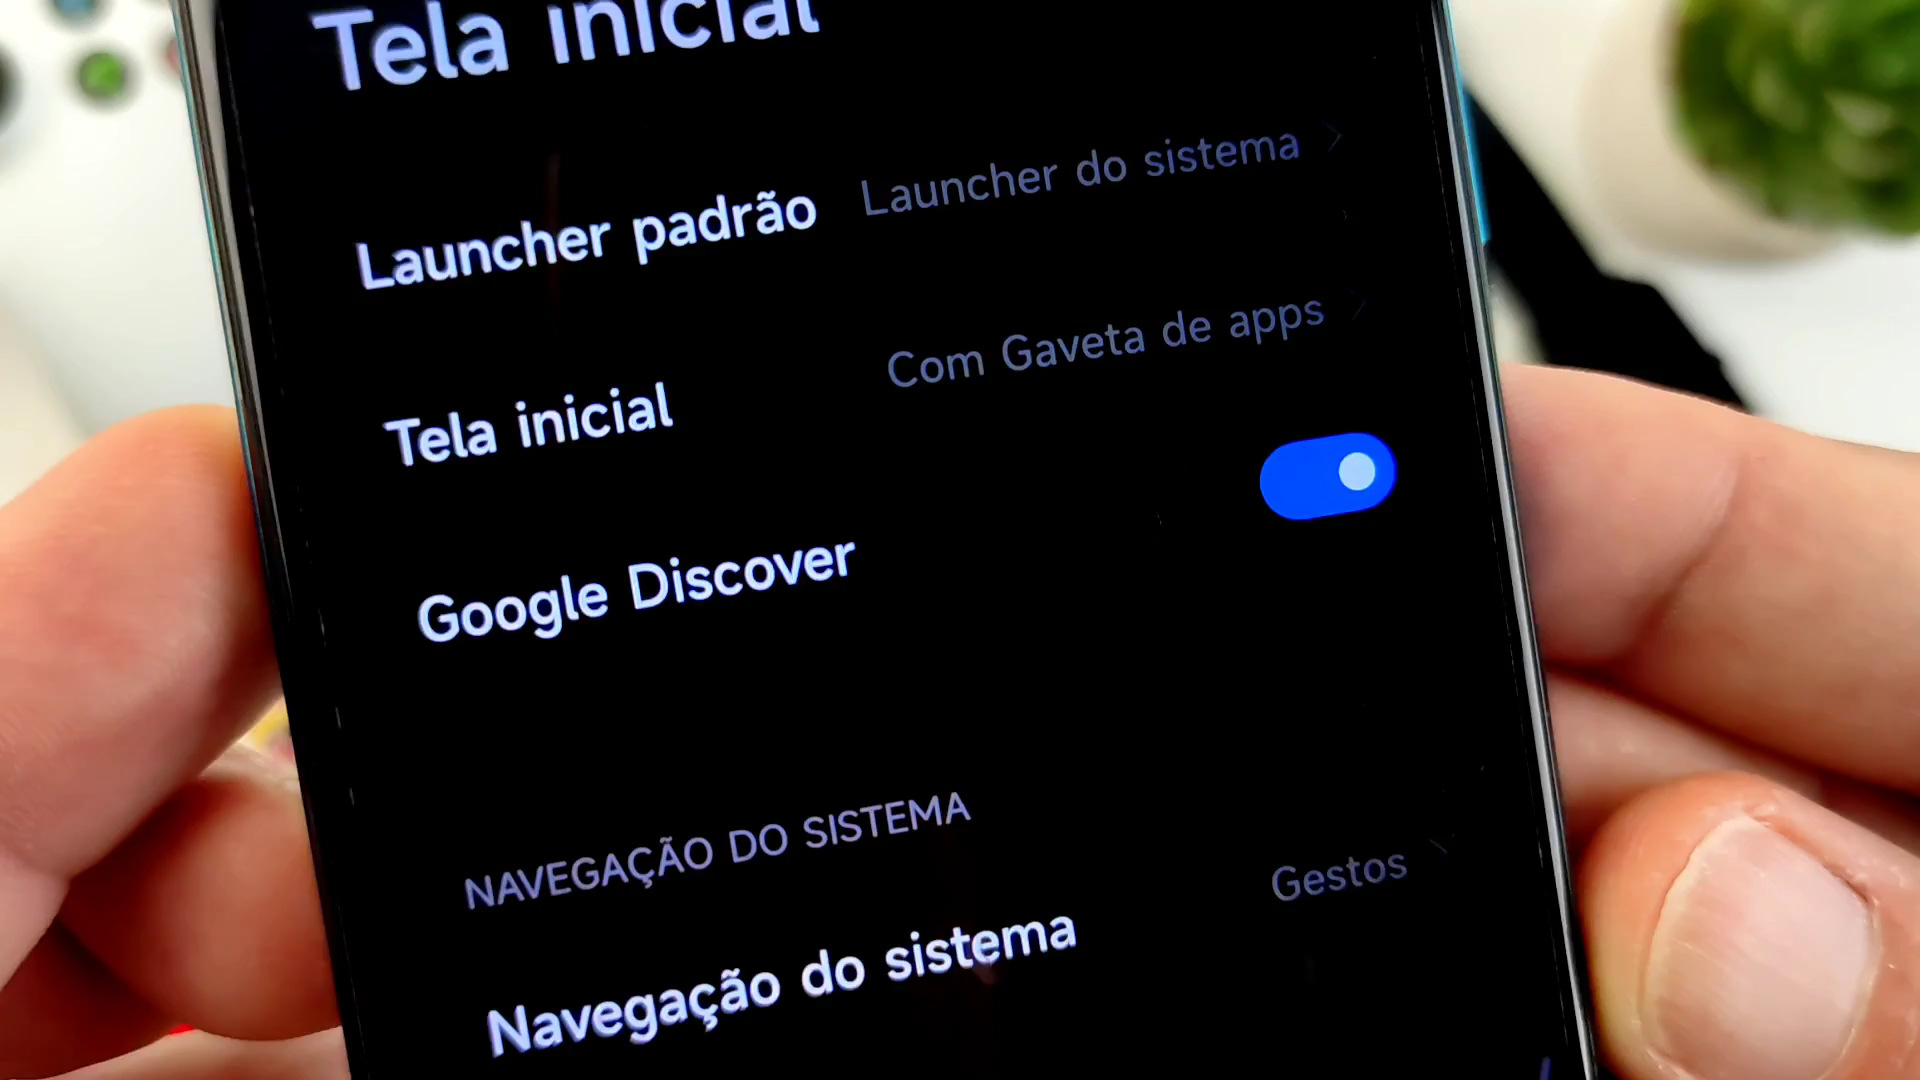 Tela inicial
Launcher padrão Launcher do sistema
Tela inicial Com Gaveta de apps
Google Discover
NAVEGAÇÃO DO SISTEMA
Navegação do sistema Gestos